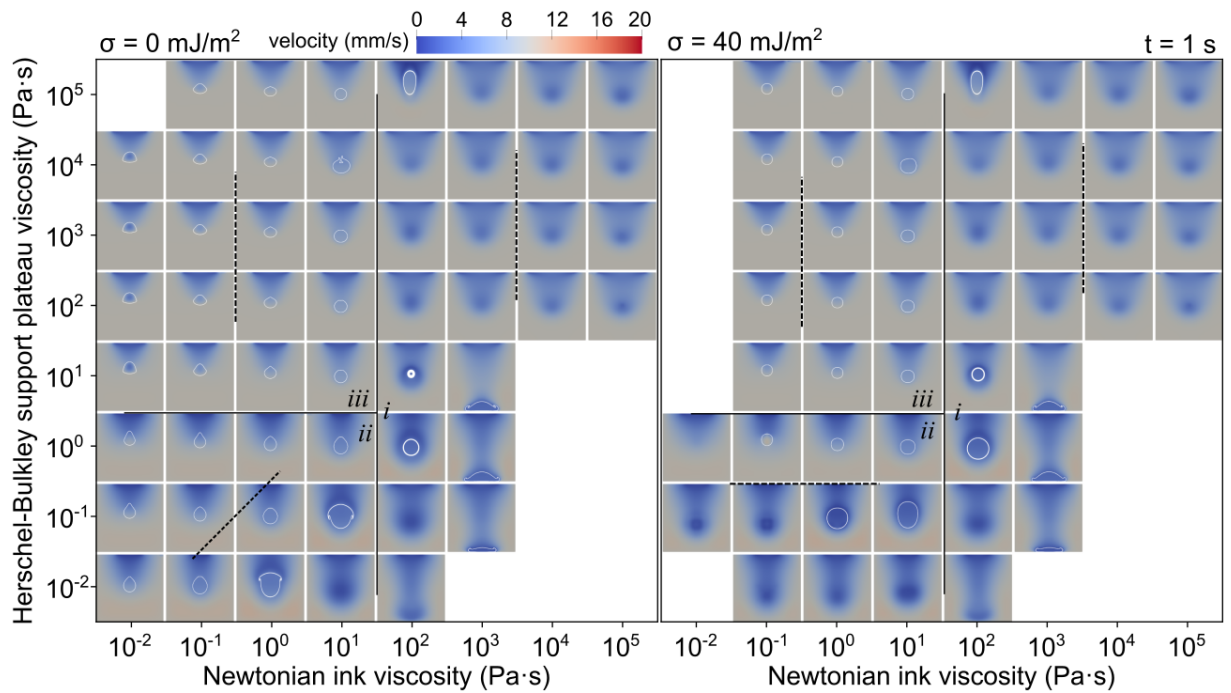 σ = 0 mJ/m²
velocity (mm/s)
0 4 8 12 16 20
σ = 40 mJ/m²
t = 1 s
Herschel-Bulkley support plateau viscosity (Pa·s)
10⁵
10⁴
10³
10²
10¹
10⁰
10⁻¹
10⁻²
iii
i
ii
iii
i
ii
10⁻² 10⁻¹ 10⁰ 10¹ 10² 10³ 10⁴ 10⁵
10⁻² 10⁻¹ 10⁰ 10¹ 10² 10³ 10⁴ 10⁵
Newtonian ink viscosity (Pa·s)
Newtonian ink viscosity (Pa·s)